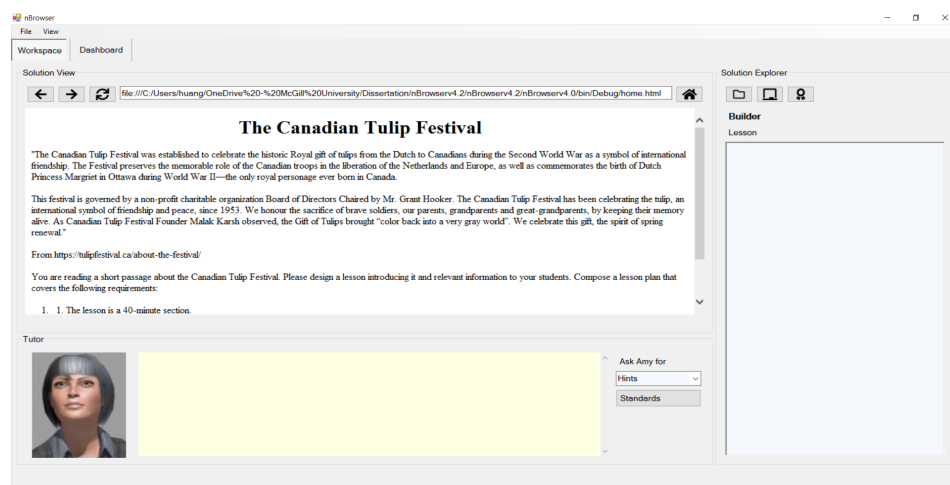 nBrowser
File View
Workspace Dashboard
Solution View
file:///C:/Users/huang/OneDrive%20-%20McGill%20University/Dissertation/nBrowserv4.2/nBrowserv4.2/nBrowserv4.0/bin/Debug/home.html
The Canadian Tulip Festival
"The Canadian Tulip Festival was established to celebrate the historic Royal gift of tulips from the Dutch to Canadians during the Second World War as a symbol of international
friendship. The Festival preserves the memorable role of the Canadian troops in the liberation of the Netherlands and Europe, as well as commemorates the birth of Dutch
Princess Margriet in Ottawa during World War II—the only royal personage ever born in Canada.
This festival is governed by a non-profit charitable organization Board of Directors Chaired by Mr. Grant Hooker. The Canadian Tulip Festival has been celebrating the tulip, an
international symbol of friendship and peace, since 1953. We honour the sacrifice of brave soldiers, our parents, grandparents and great-grandparents, by keeping their memory
alive. As Canadian Tulip Festival Founder Malak Karsh observed, the Gift of Tulips brought “color back into a very gray world”. We celebrate this gift, the spirit of spring
renewal."
From https://tulipfestival.ca/about-the-festival/
You are reading a short passage about the Canadian Tulip Festival. Please design a lesson introducing it and relevant information to your students. Compose a lesson plan that
covers the following requirements:
1. 1. The lesson is a 40-minute section.
Solution Explorer
Builder
Lesson
Tutor
Ask Amy for
Hints
Standards